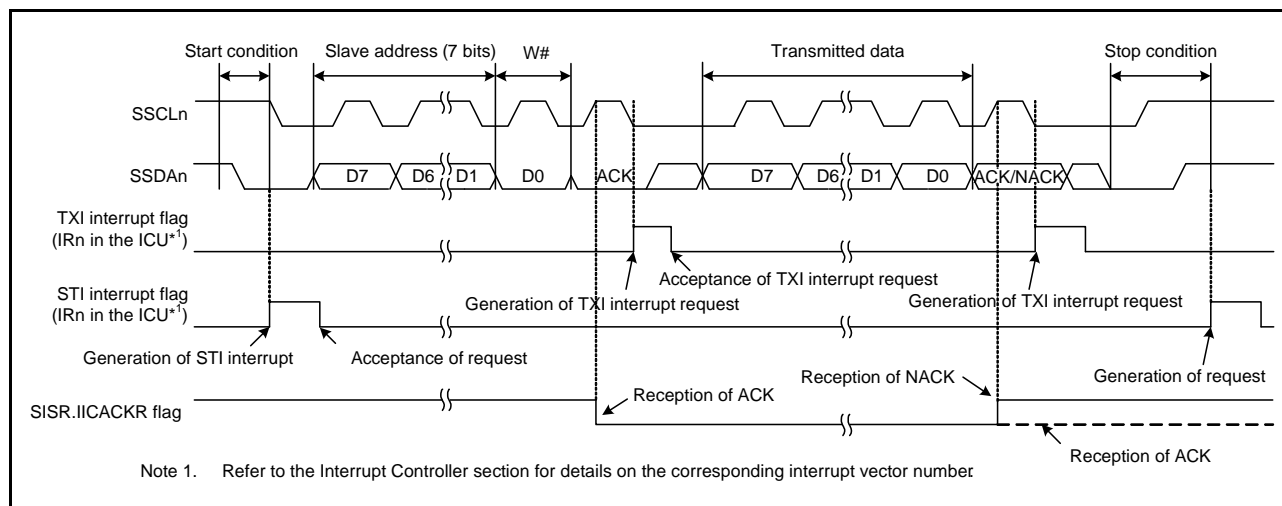 Start condition
Slave address (7 bits)
W#
Transmitted data
Stop condition
SSCLn
SSDAn
D7
D6
D1
D0
ACK
D7
D6
D1
D0
ACK/NACK
TXI interrupt flag
(IRn in the ICU*1)
Acceptance of TXI interrupt request
Generation of TXI interrupt request
Generation of TXI interrupt request
STI interrupt flag
(IRn in the ICU*1)
Generation of STI interrupt
Acceptance of request
Generation of request
Reception of ACK
Reception of NACK
SISR.IICACKR flag
Reception of ACK
Note 1. Refer to the Interrupt Controller section for details on the corresponding interrupt vector number